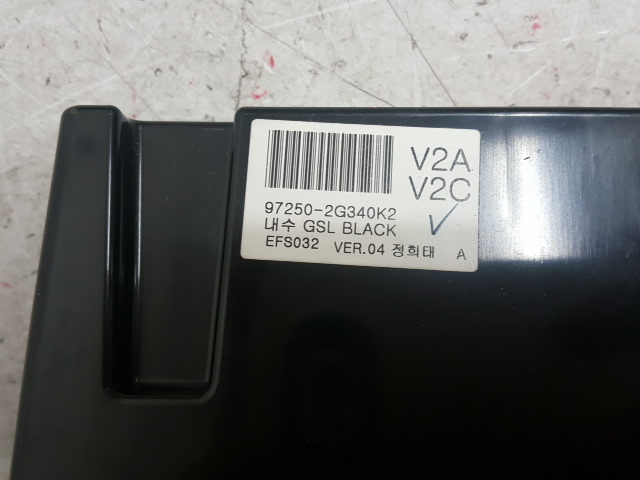 V2A
V2C
97250-2G340K2
내수 GSL BLACK
EFS032 VER.04 정희태 A